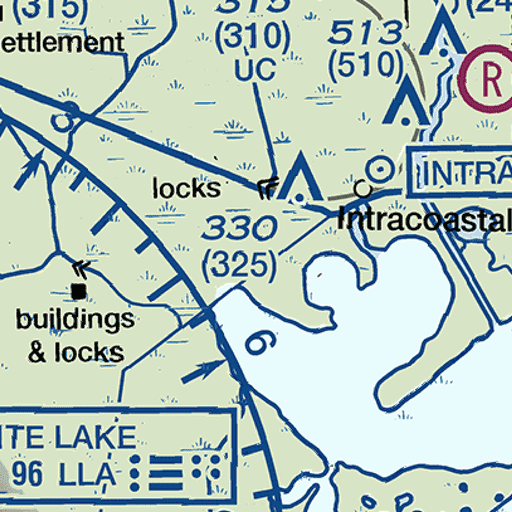 (315)
ettlement
315
(310)
UC
513
(510)
(24
R
INTRA
locks
Intracoastal
330
(325)
buildings
& locks
6
ITE LAKE
96 LLA